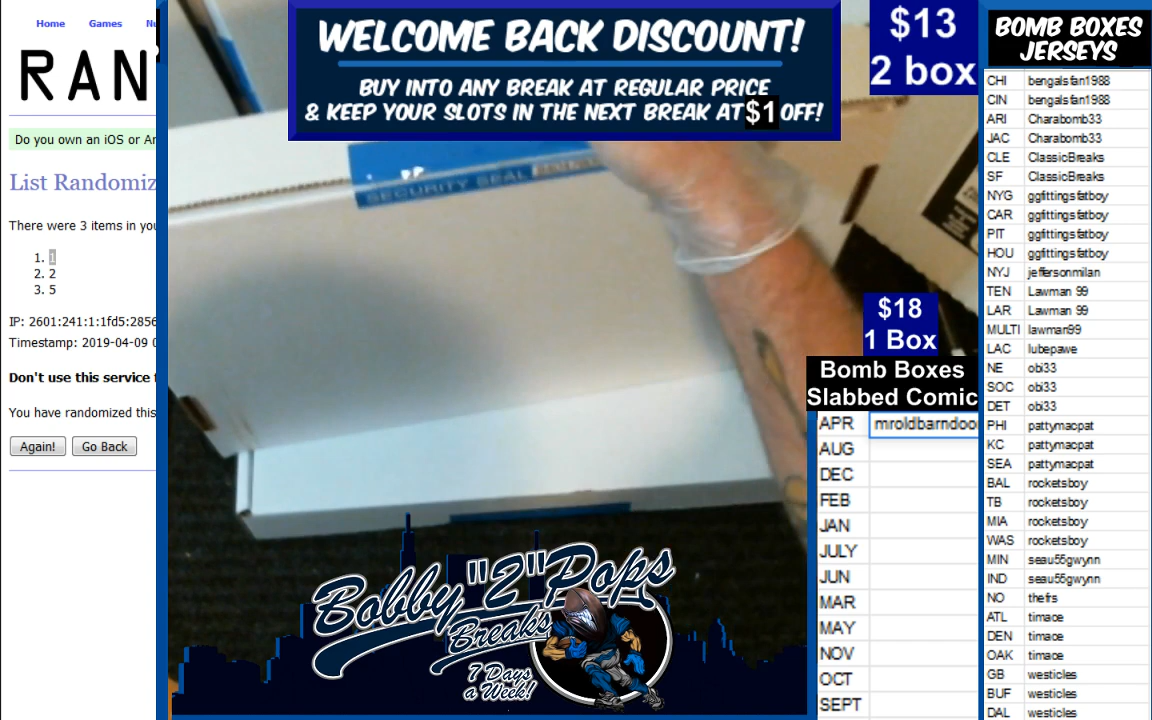 Home Games
RAN
Do you own an iOS or Ar
List Randomiz
There were 3 items in you
1. 1
2. 2
3. 5
IP: 2601:241:1:1fd5:2856
Timestamp: 2019-04-09 0
Don't use this service f
You have randomized this
Again! Go Back
WELCOME BACK DISCOUNT!
BUY INTO ANY BREAK AT REGULAR PRICE
& KEEP YOUR SLOTS IN THE NEXT BREAK AT $1 OFF!
SECURITY SEAL
Bobby "2" Pops
Breaks
7 Days
a Week!
$13
2 box
$18
1 Box
Bomb Boxes
Slabbed Comic
APR mroldbarndoo
AUG
DEC
FEB
JAN
JULY
JUN
MAR
MAY
NOV
OCT
SEPT
BOMB BOXES
JERSEYS
CHI bengalsfan1988
CIN bengalsfan1988
ARI Charabomb33
JAC Charabomb33
CLE ClassicBreaks
SF ClassicBreaks
NYG ggfittingsfatboy
CAR ggfittingsfatboy
PIT ggfittingsfatboy
HOU ggfittingsfatboy
NYJ jeffersonmilan
TEN Lawman 99
LAR Lawman 99
MULTI lawman99
LAC lubepawe
NE obi33
SOC obi33
DET obi33
PHI pattymacpat
KC pattymacpat
SEA pattymacpat
BAL rocketsboy
TB rocketsboy
MIA rocketsboy
WAS rocketsboy
MIN seau55gwynn
IND seau55gwynn
NO thefrs
ATL timace
DEN timace
OAK timace
GB westicles
BUF westicles
DAL westicles